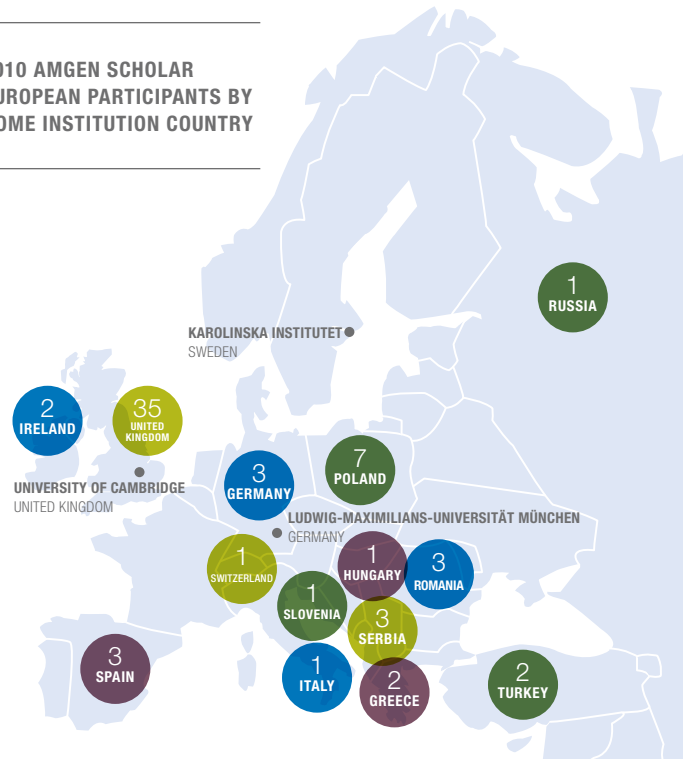 010 AMGEN SCHOLAR
UROPEAN PARTICIPANTS BY
OME INSTITUTION COUNTRY
1
RUSSIA
KAROLINSKA INSTITUTET
SWEDEN
2
IRELAND
35
UNITED
KINGDOM
UNIVERSITY OF CAMBRIDGE
UNITED KINGDOM
3
GERMANY
7
POLAND
LUDWIG-MAXIMILIANS-UNIVERSITÄT MÜNCHEN
GERMANY
1
SWITZERLAND
1
HUNGARY
3
ROMANIA
1
SLOVENIA
3
SERBIA
3
SPAIN
1
ITALY
2
GREECE
2
TURKEY